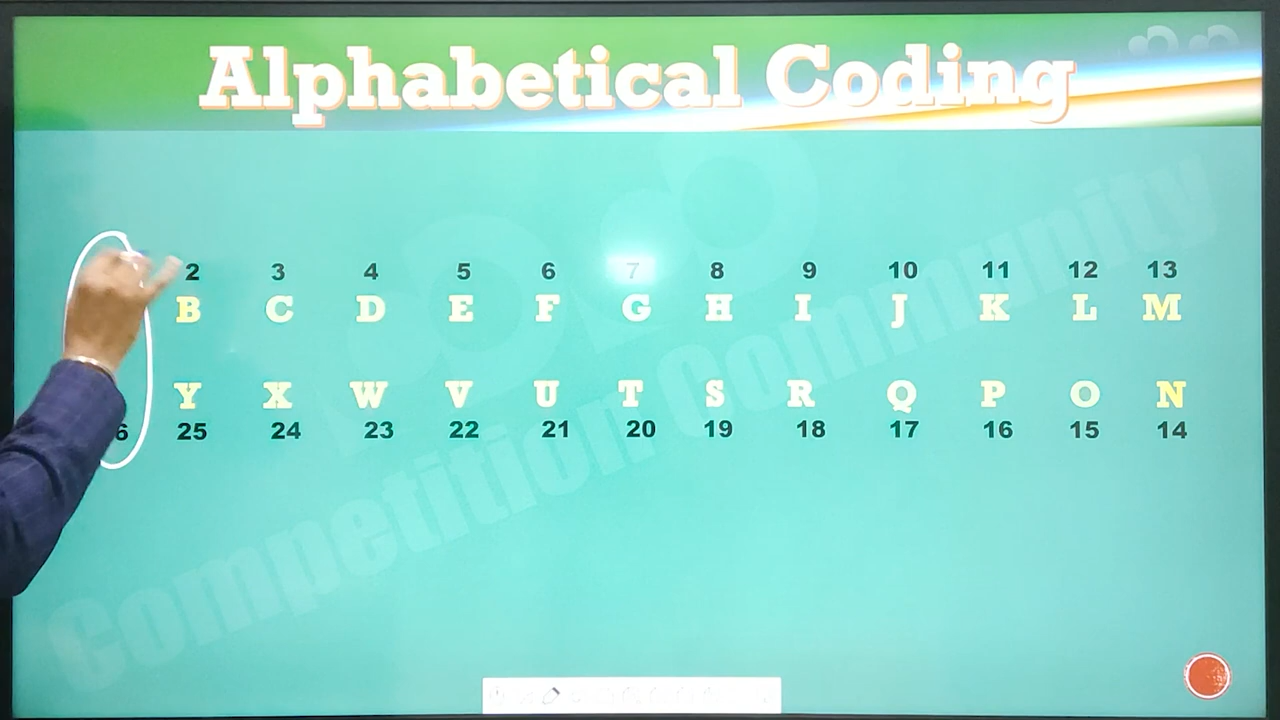 Alphabetical Coding
2 3 4 5 6 7 8 9 10 11 12 13
B C D E F G H I J K L M
Y X W V U T S R Q P O N
6 25 24 23 22 21 20 19 18 17 16 15 14
Competition Community